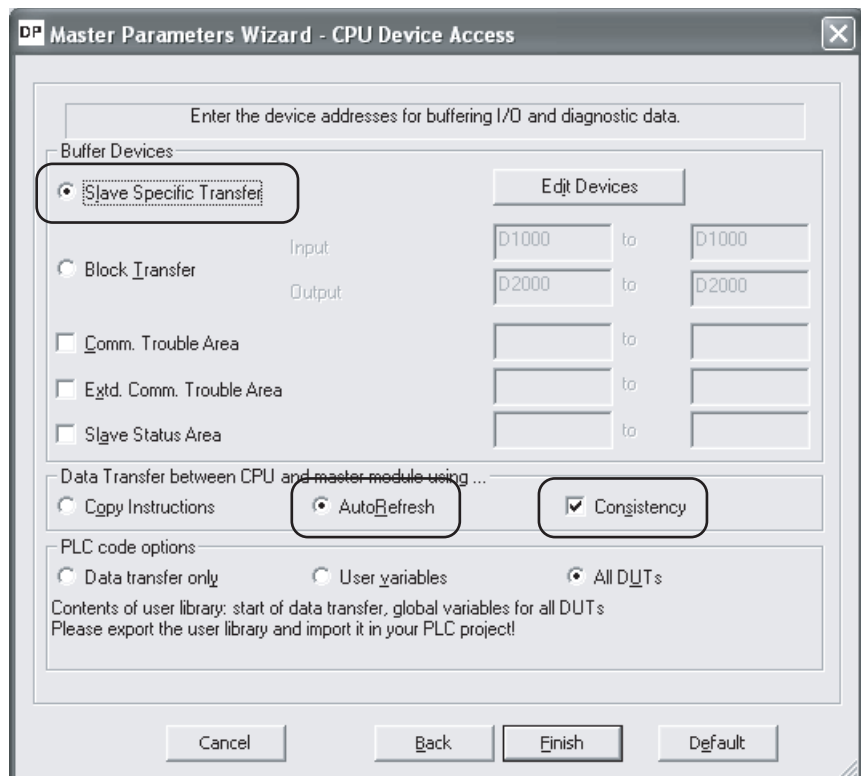 DP Master Parameters Wizard - CPU Device Access
Enter the device addresses for buffering I/O and diagnostic data.
Buffer Devices
Slave Specific Transfer
Edit Devices
Block Transfer
Input D1000 to D1000
Output D2000 to D2000
Comm. Trouble Area to
Extd. Comm. Trouble Area to
Slave Status Area to
Data Transfer between CPU and master module using ...
Copy Instructions AutoRefresh Consistency
PLC code options
Data transfer only User variables All DUTs
Contents of user library: start of data transfer, global variables for all DUTs
Please export the user library and import it in your PLC project!
Cancel Back Finish Default